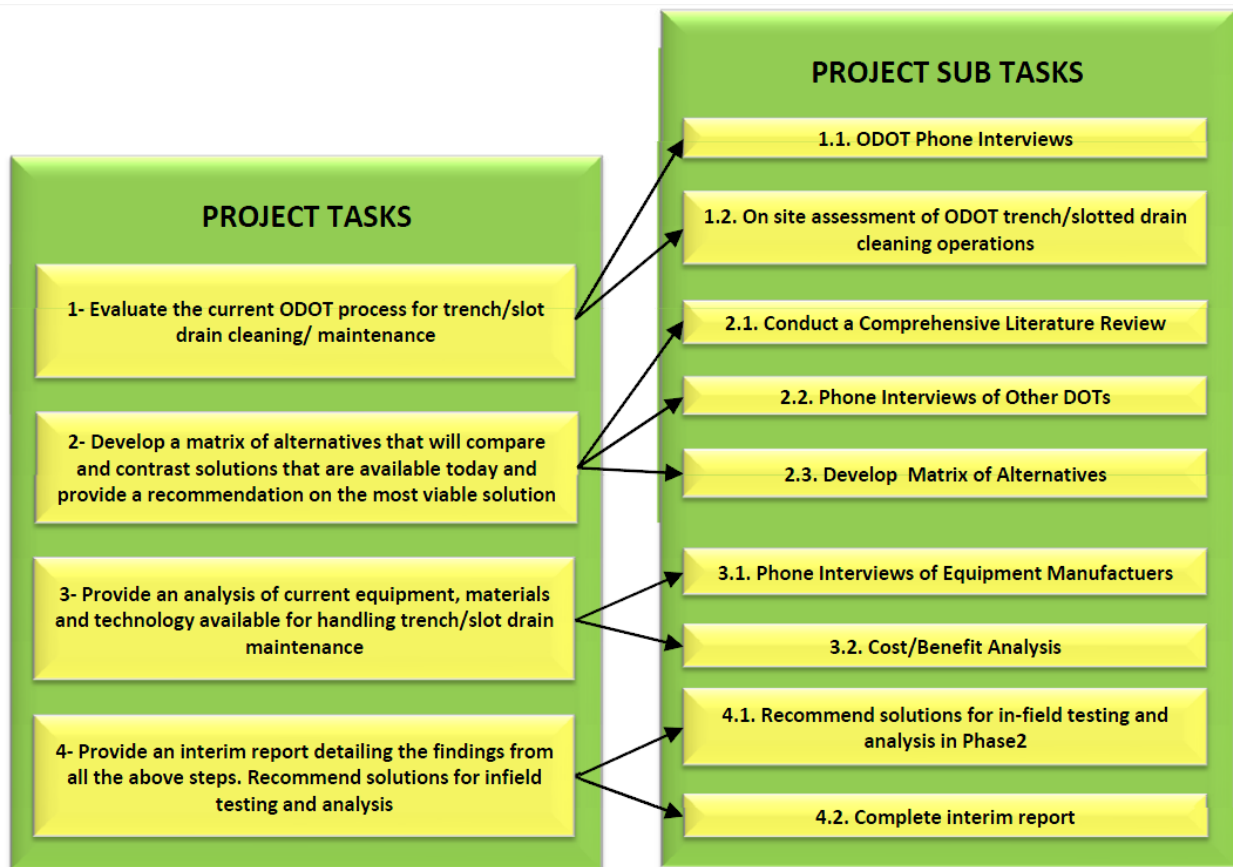 PROJECT TASKS
1- Evaluate the current ODOT process for trench/slot
drain cleaning/ maintenance
2- Develop a matrix of alternatives that will compare
and contrast solutions that are available today and
provide a recommendation on the most viable solution
3- Provide an analysis of current equipment, materials
and technology available for handling trench/slot drain
maintenance
4- Provide an interim report detailing the findings from
all the above steps. Recommend solutions for infield
testing and analysis
PROJECT SUB TASKS
1.1. ODOT Phone Interviews
1.2. On site assessment of ODOT trench/slotted drain
cleaning operations
2.1. Conduct a Comprehensive Literature Review
2.2. Phone Interviews of Other DOTs
2.3. Develop Matrix of Alternatives
3.1. Phone Interviews of Equipment Manufactuers
3.2. Cost/Benefit Analysis
4.1. Recommend solutions for in-field testing and
analysis in Phase2
4.2. Complete interim report